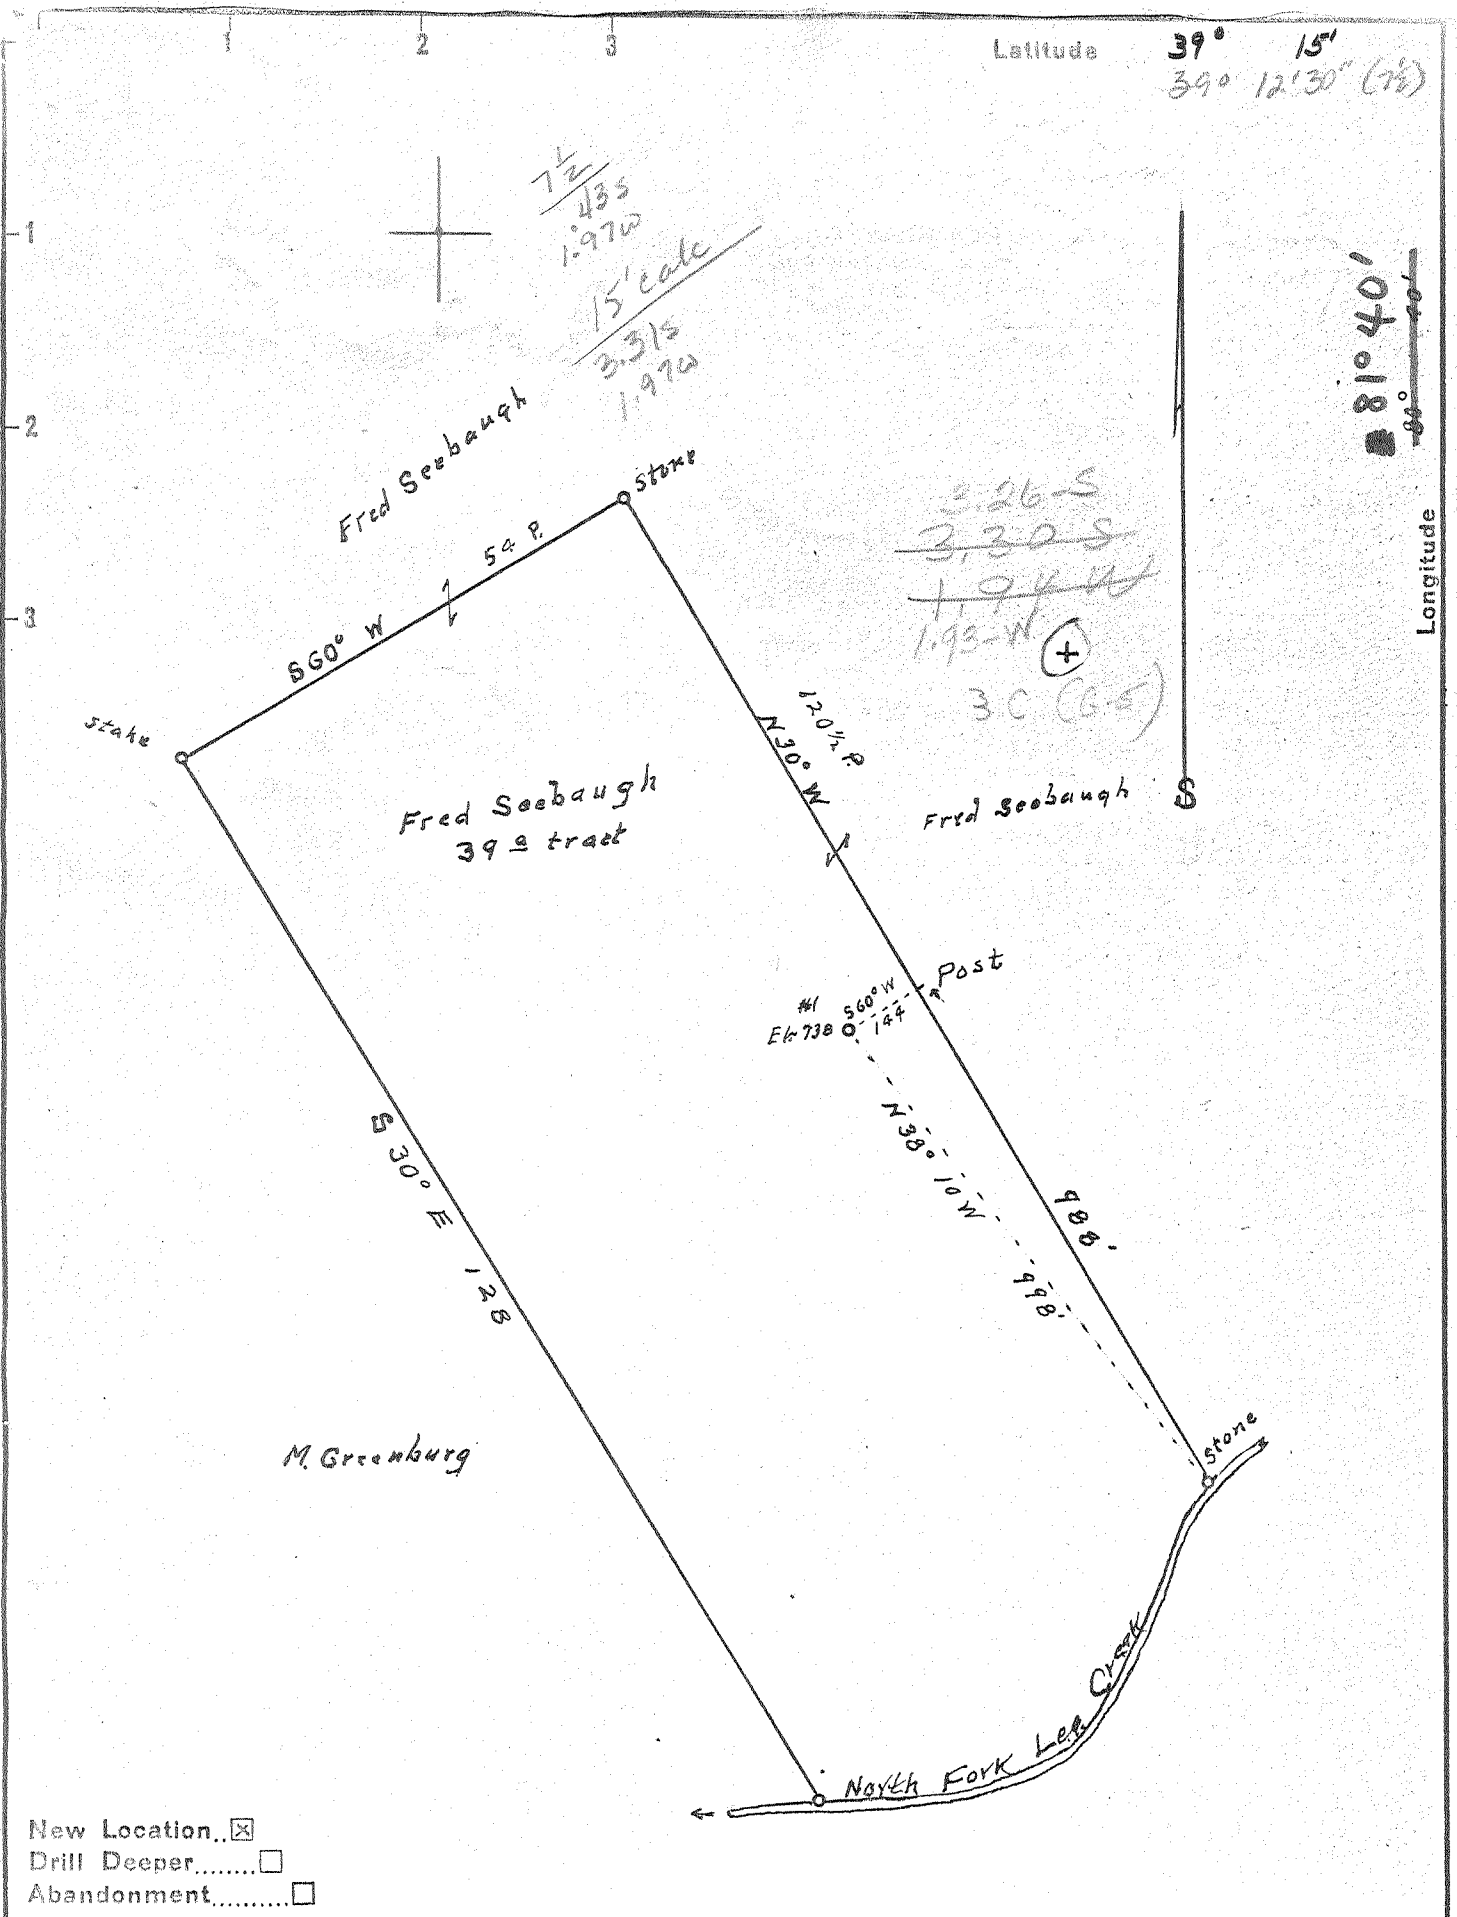 1 2 3
Latitude 39° 15'
39° 12'30" (7½)
7½
.43s
1.97w
15' calc
3.31s
1.97w
1
2
3
81° 40'
Longitude
Fred Seebaugh
stone
54 P.
S60° W
stake
3.26-S
3.30 S
1.94 W
1.93-W
+
3 C
120½ P.
N30° W
Fred Seebaugh
39 a tract
Fred Seebaugh
S
Post
#1
S60° W
144
El. 738
N38° 10 W
998'
988'
S 30° E 128
M. Greenburg
stone
North Fork Lee Creek
New Location..☒
Drill Deeper........☐
Abandonment..........☐